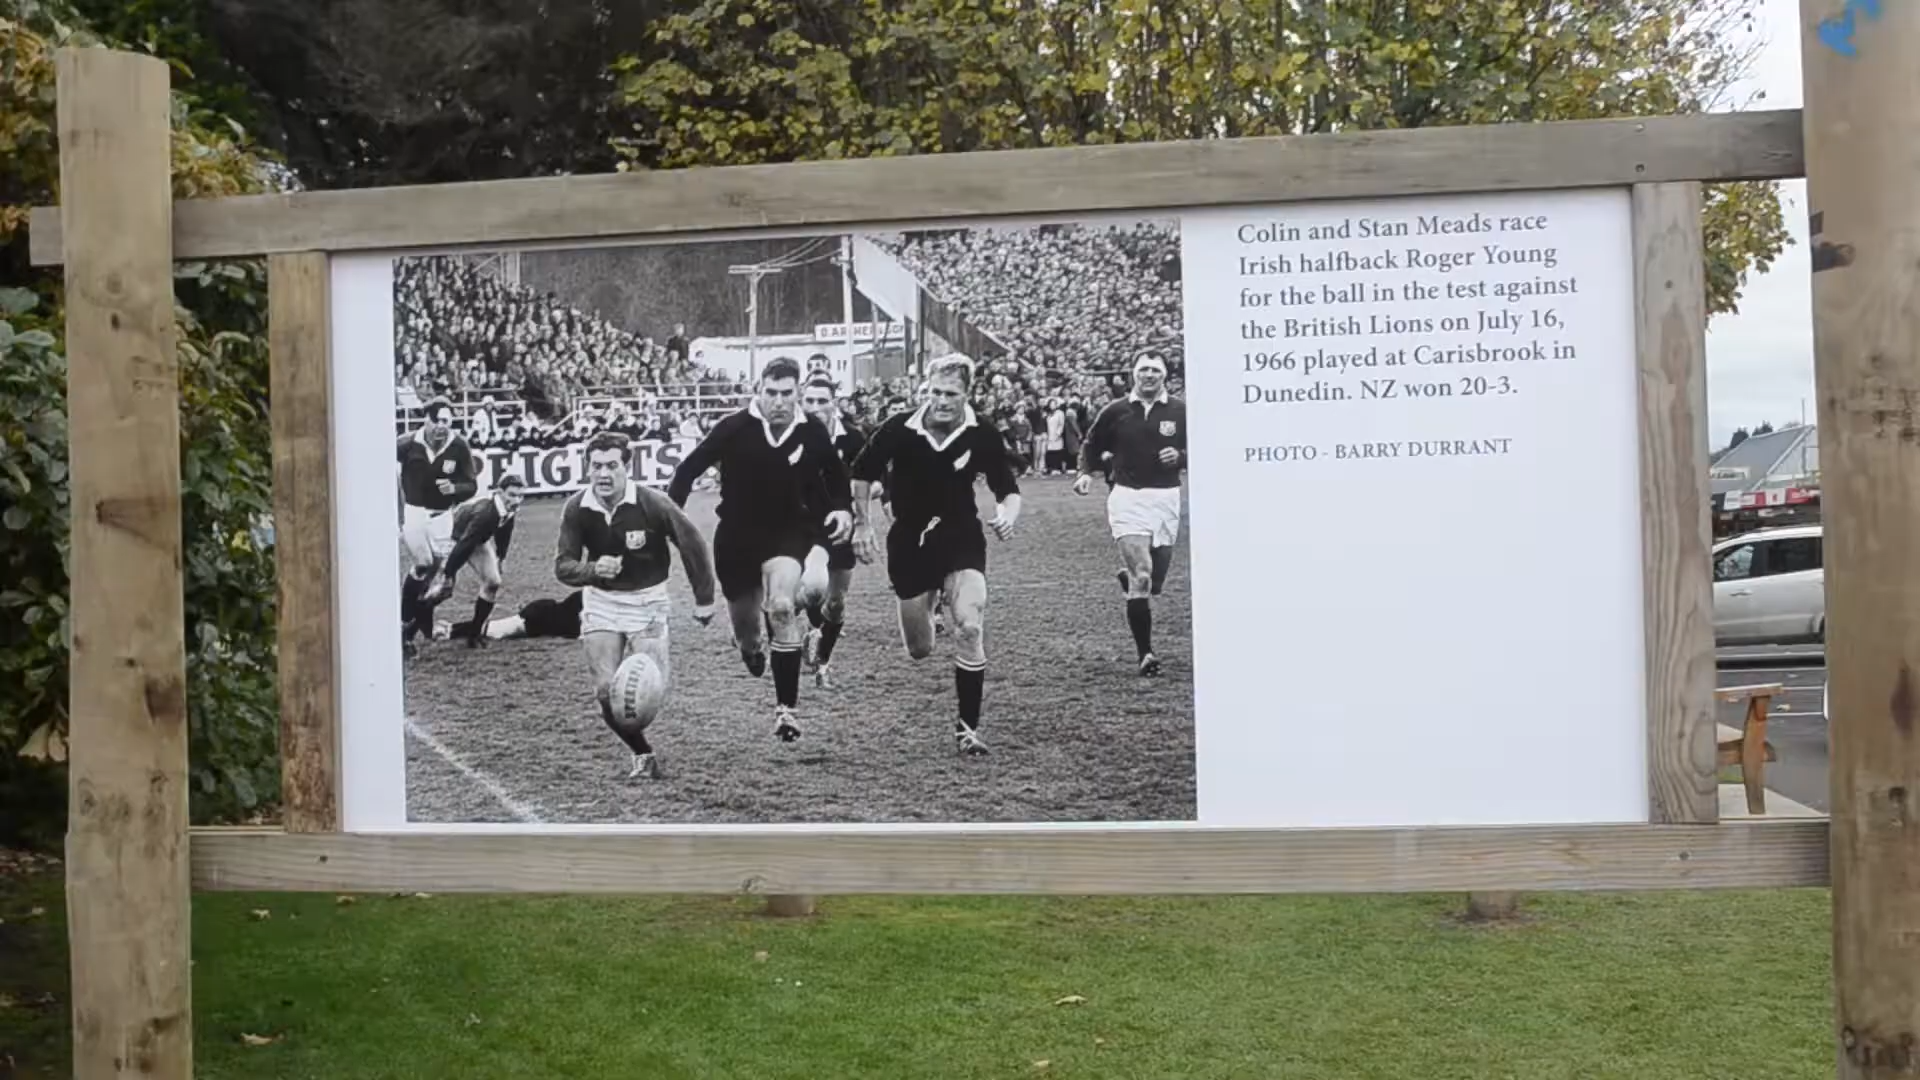 Colin and Stan Meads race
Irish halfback Roger Young
for the ball in the test against
the British Lions on July 16,
1966 played at Carisbrook in
Dunedin. NZ won 20-3.
PHOTO - BARRY DURRANT